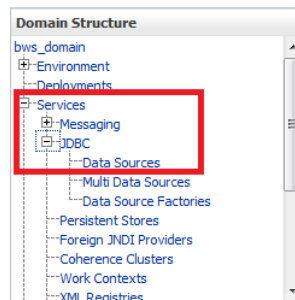 Domain Structure
bws_domain
Environment
Deployments
Services
Messaging
JDBC
Data Sources
Multi Data Sources
Data Source Factories
Persistent Stores
Foreign JNDI Providers
Coherence Clusters
Work Contexts
XML Registries